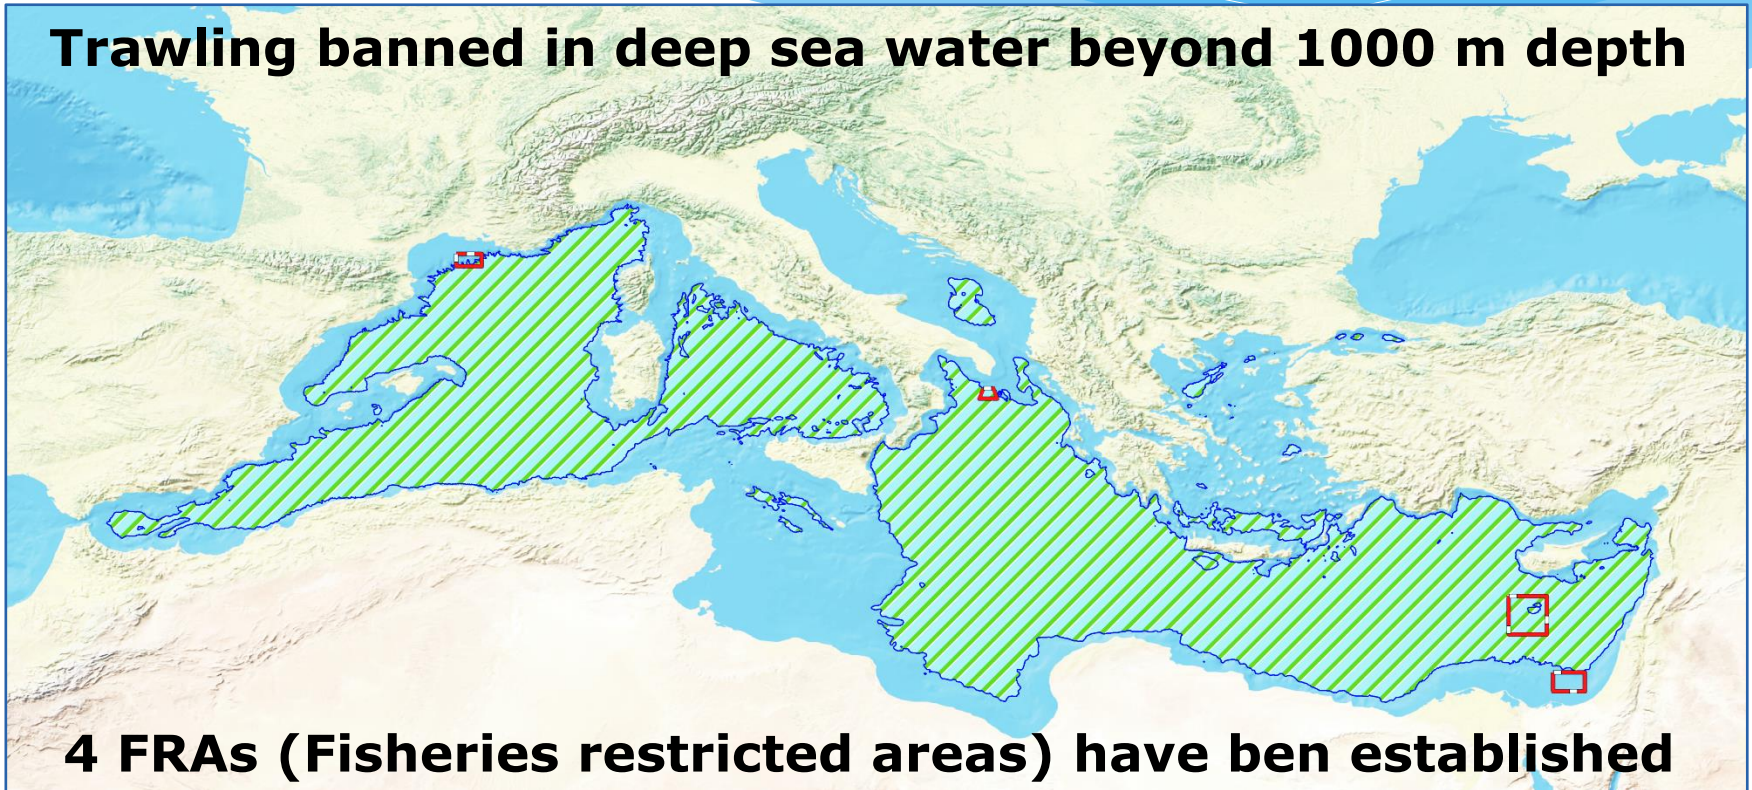 Trawling banned in deep sea water beyond 1000 m depth
4 FRAs (Fisheries restricted areas) have ben established